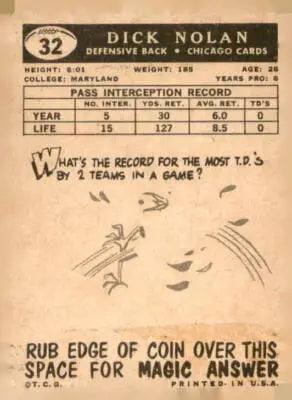 32
DICK NOLAN
DEFENSIVE BACK • CHICAGO CARDS
HEIGHT: 6:01 WEIGHT: 185 AGE: 26
COLLEGE: MARYLAND YEARS PRO: 6
PASS INTERCEPTION RECORD
NO. INTER. YDS. RET. AVG. RET. TD'S
YEAR 5 30 6.0 0
LIFE 15 127 8.5 0
WHAT'S THE RECORD FOR THE MOST T.D.'S
BY 2 TEAMS IN A GAME?
RUB EDGE OF COIN OVER THIS
SPACE FOR MAGIC ANSWER
©T.C.G. PRINTED IN U.S.A.